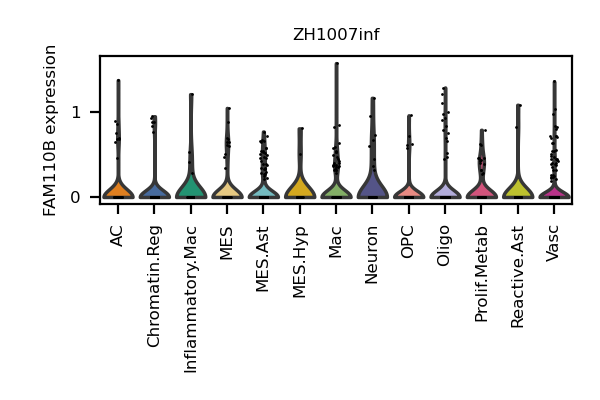 ZH1007inf
FAM110B expression
1
0
AC
Chromatin.Reg
Inflammatory.Mac
MES
MES.Ast
MES.Hyp
Mac
Neuron
OPC
Oligo
Prolif.Metab
Reactive.Ast
Vasc